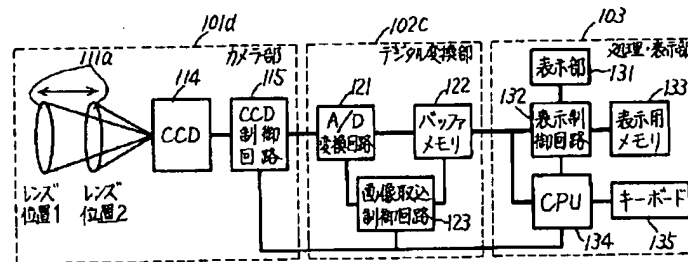 101d
102c
103
カメラ部
デジタル変換部
処理・表示部
111a
114
115
121
122
131
132
133
CCD
CCD
制御
回路
A/D
変換回路
バッファ
メモリ
表示部
表示制
御回路
表示用
メモリ
レンズ
位置1
レンズ
位置2
画像取込
制御回路
123
CPU
134
キーボード
135